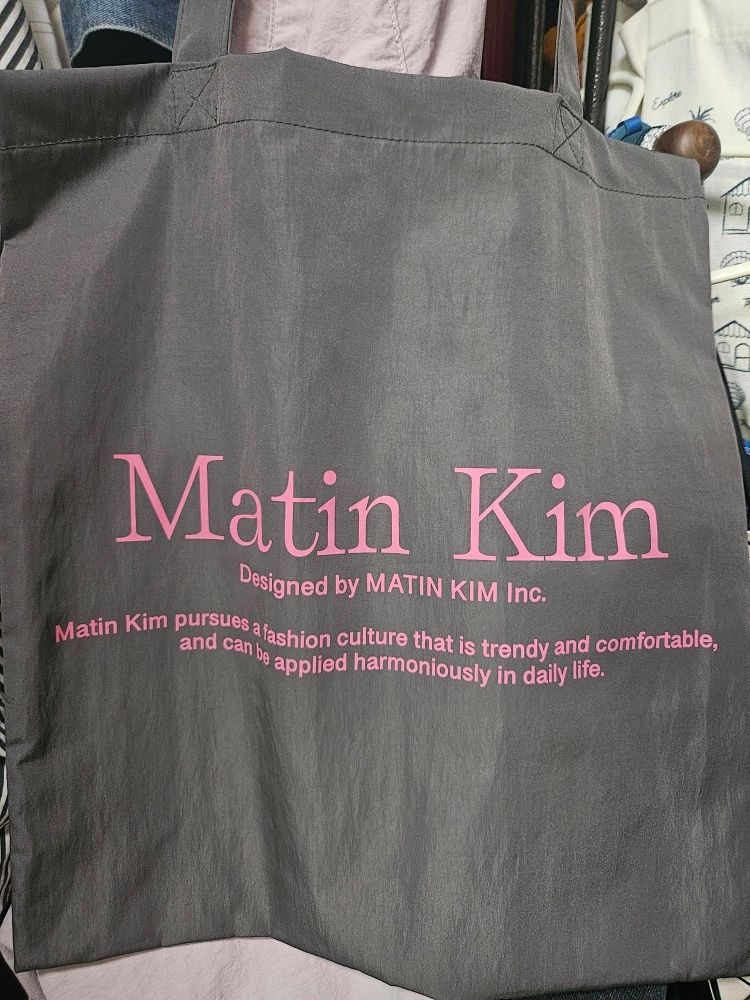 Explore
Matin Kim
Designed by MATIN KIM Inc.
Matin Kim pursues a fashion culture that is trendy and comfortable,
and can be applied harmoniously in daily life.